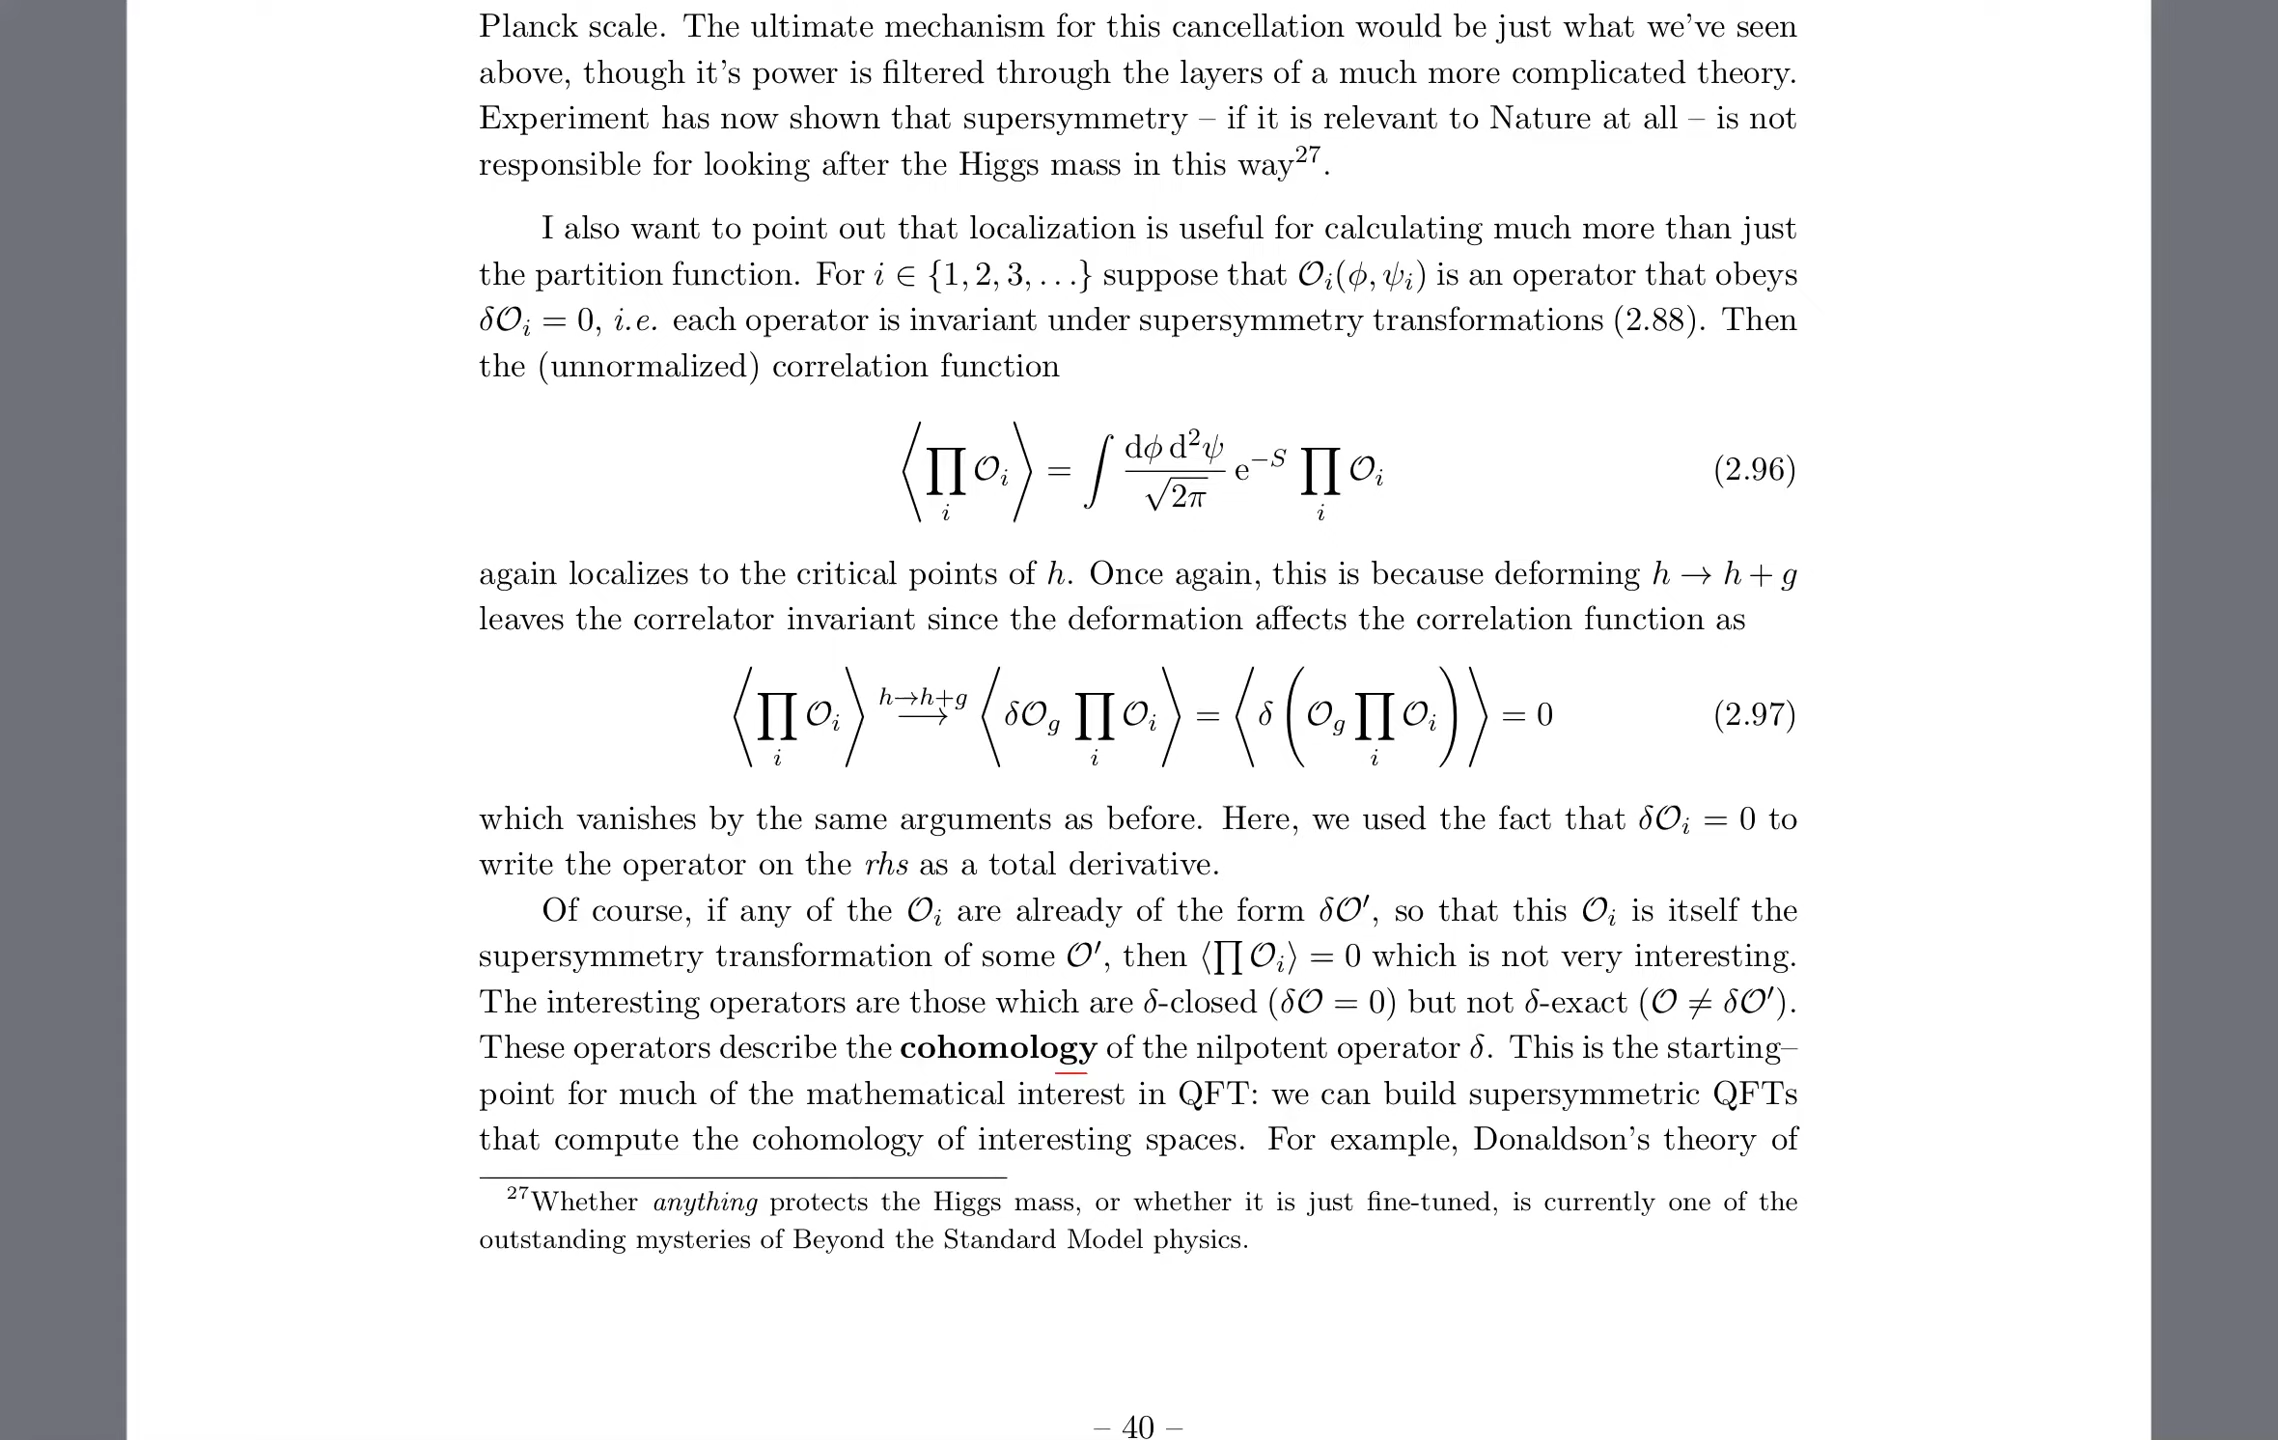 Planck scale. The ultimate mechanism for this cancellation would be just what we've seen
above, though it's power is filtered through the layers of a much more complicated theory.
Experiment has now shown that supersymmetry – if it is relevant to Nature at all – is not
responsible for looking after the Higgs mass in this way²⁷.
I also want to point out that localization is useful for calculating much more than just
the partition function. For i ∈ {1, 2, 3, . . .} suppose that 𝒪ᵢ(ϕ, ψᵢ) is an operator that obeys
δ𝒪ᵢ = 0, i.e. each operator is invariant under supersymmetry transformations (2.88). Then
the (unnormalized) correlation function
⟨∏ᵢ 𝒪ᵢ⟩ = ∫ dϕ d²ψ/√2π e^{−S} ∏ᵢ 𝒪ᵢ (2.96)
again localizes to the critical points of h. Once again, this is because deforming h → h + g
leaves the correlator invariant since the deformation affects the correlation function as
⟨∏ᵢ 𝒪ᵢ⟩ h→h+g ⟶ ⟨δ𝒪_g ∏ᵢ 𝒪ᵢ⟩ = ⟨δ(𝒪_g ∏ᵢ 𝒪ᵢ)⟩ = 0 (2.97)
which vanishes by the same arguments as before. Here, we used the fact that δ𝒪ᵢ = 0 to
write the operator on the rhs as a total derivative.
Of course, if any of the 𝒪ᵢ are already of the form δ𝒪′, so that this 𝒪ᵢ is itself the
supersymmetry transformation of some 𝒪′, then ⟨∏ 𝒪ᵢ⟩ = 0 which is not very interesting.
The interesting operators are those which are δ-closed (δ𝒪 = 0) but not δ-exact (𝒪 ≠ δ𝒪′).
These operators describe the cohomology of the nilpotent operator δ. This is the starting–
point for much of the mathematical interest in QFT: we can build supersymmetric QFTs
that compute the cohomology of interesting spaces. For example, Donaldson's theory of
²⁷Whether anything protects the Higgs mass, or whether it is just fine-tuned, is currently one of the
outstanding mysteries of Beyond the Standard Model physics.
– 40 –